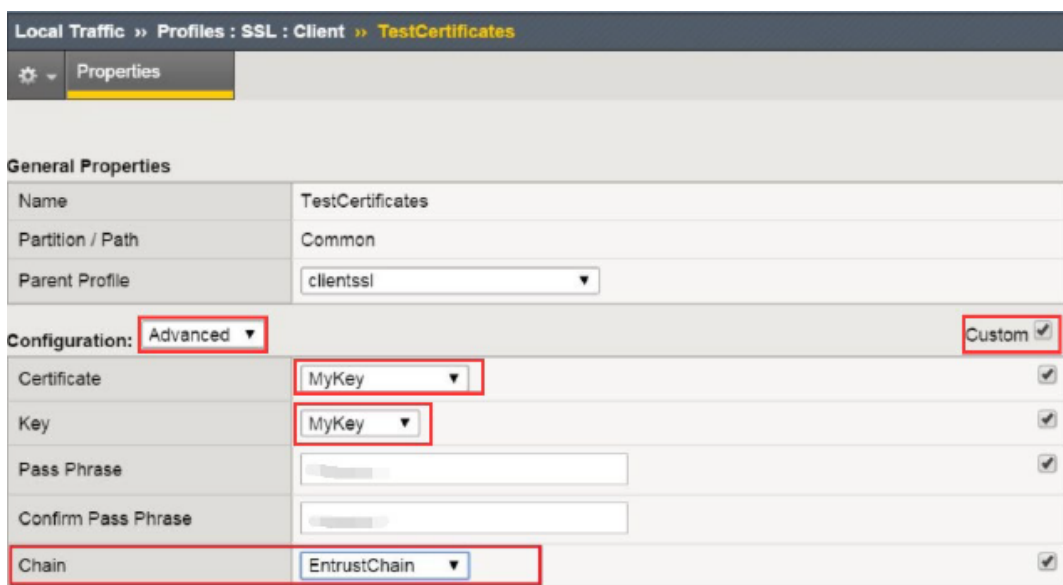 Local Traffic ›› Profiles : SSL : Client ›› TestCertificates
Properties
General Properties
Name TestCertificates
Partition / Path Common
Parent Profile clientssl
Configuration: Advanced Custom
Certificate MyKey
Key MyKey
Pass Phrase
Confirm Pass Phrase
Chain EntrustChain